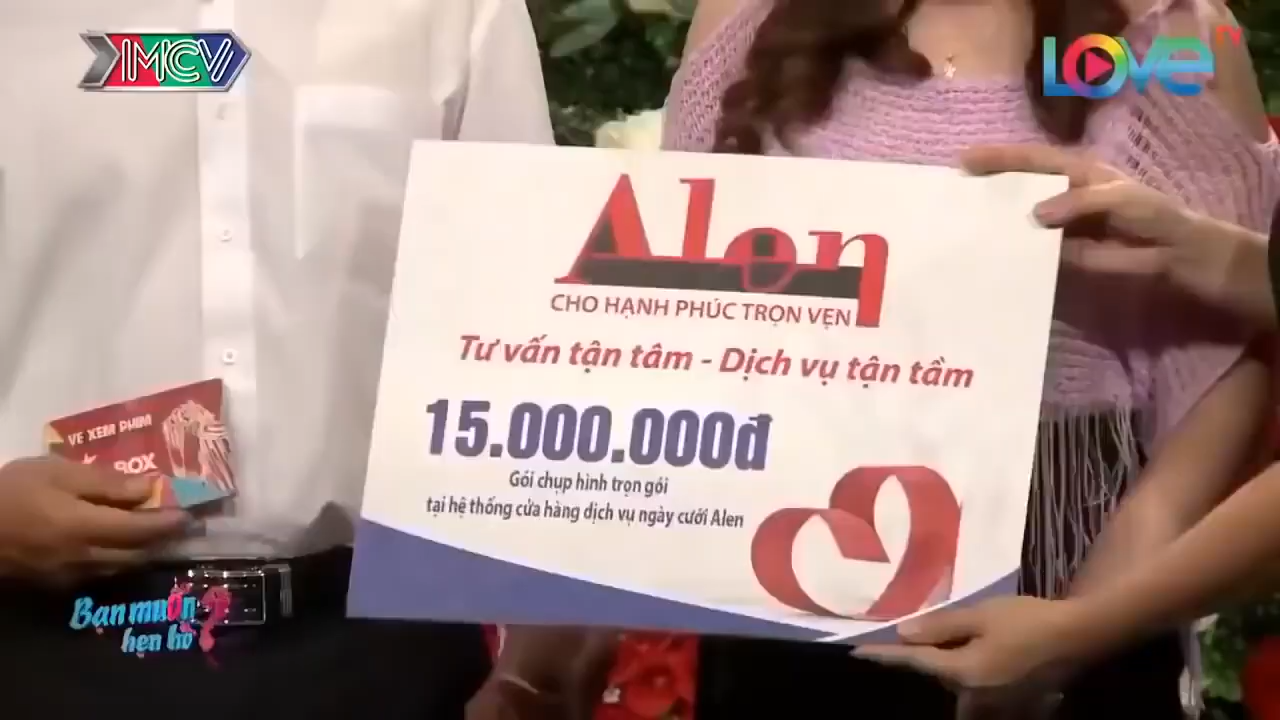 MCV
LOVE TV
Alen
CHO HẠNH PHÚC TRỌN VẸN
Tư vấn tận tâm - Dịch vụ tận tầm
15.000.000đ
Gói chụp hình trọn gói
tại hệ thống cửa hàng dịch vụ ngày cưới Alen
VÉ XEM PHIM
BOX
Bạn muốn
hẹn hò?